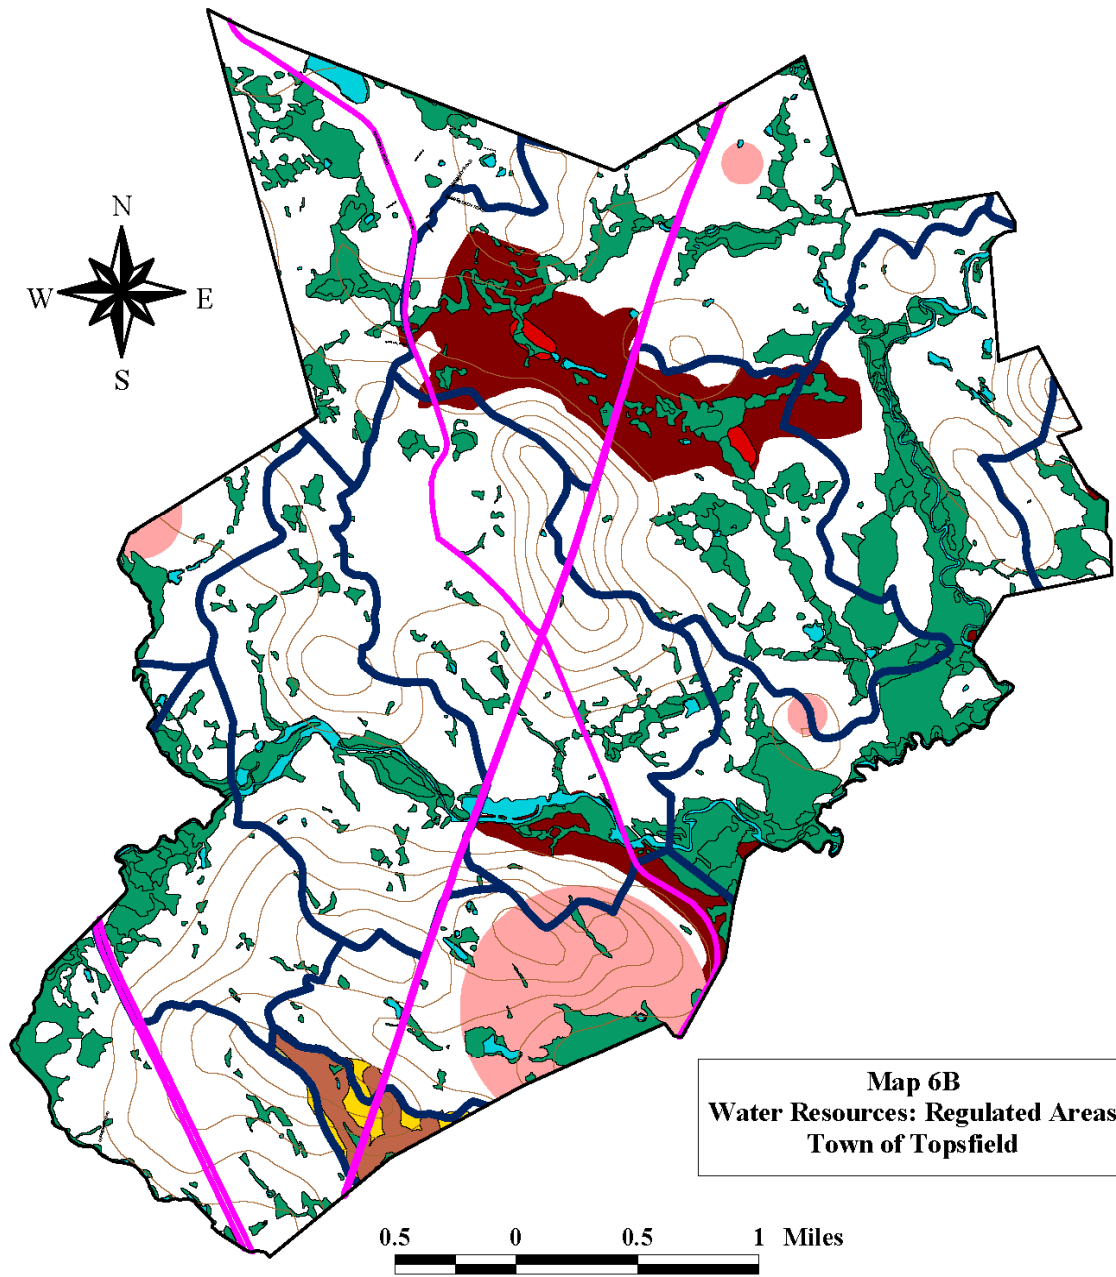 N
W E
S
Map 6B
Water Resources: Regulated Areas
Town of Topsfield
0.5 0 0.5 1 Miles